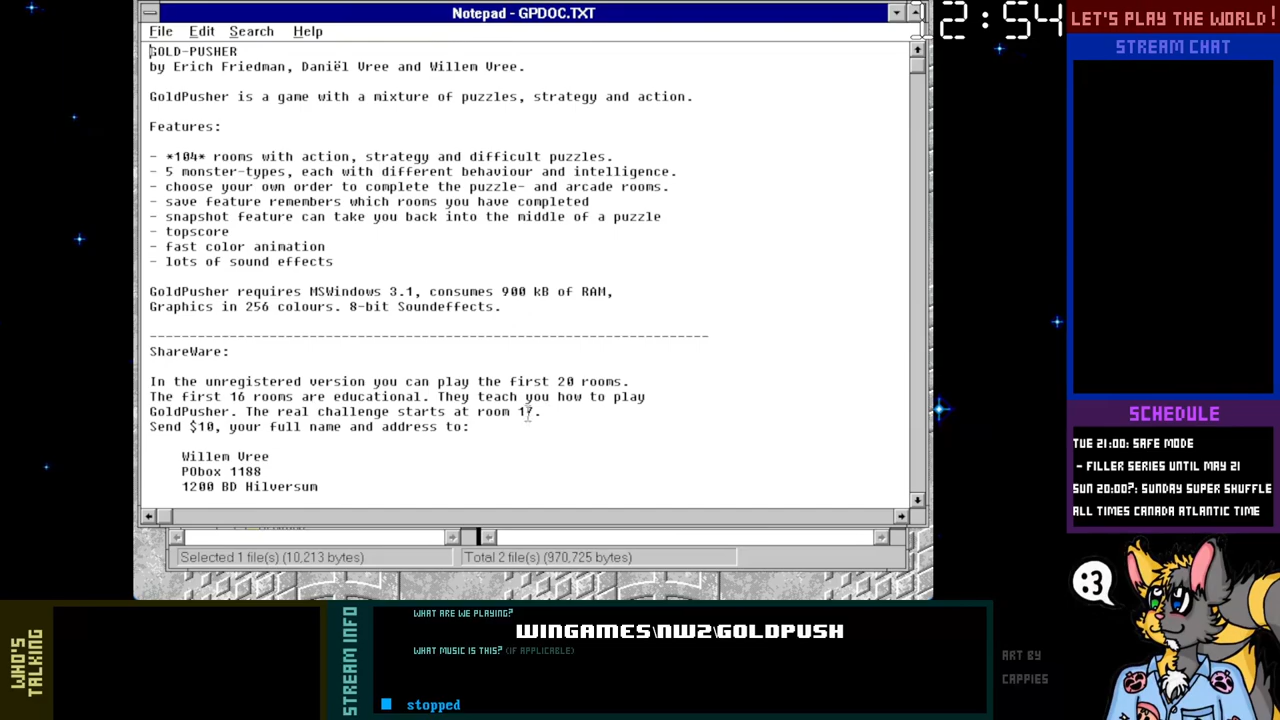 Notepad - GPDOC.TXT
File Edit Search Help
GOLD-PUSHER
by Erich Friedman, Daniël Vree and Willem Vree.
GoldPusher is a game with a mixture of puzzles, strategy and action.
Features:
- *104* rooms with action, strategy and difficult puzzles.
- 5 monster-types, each with different behaviour and intelligence.
- choose your own order to complete the puzzle- and arcade rooms.
- save feature remembers which rooms you have completed
- snapshot feature can take you back into the middle of a puzzle
- topscore
- fast color animation
- lots of sound effects
GoldPusher requires MSWindows 3.1, consumes 900 kB of RAM,
Graphics in 256 colours. 8-bit Soundeffects.
----------------------------------------------------------------------
ShareWare:
In the unregistered version you can play the first 20 rooms.
The first 16 rooms are educational. They teach you how to play
GoldPusher. The real challenge starts at room 17.
Send $10, your full name and address to:
Willem Vree
PObox 1188
1200 BD Hilversum
Selected 1 file(s) (10,213 bytes)
Total 2 file(s) (970,725 bytes)
2:54
LET'S PLAY THE WORLD!
STREAM CHAT
SCHEDULE
TUE 21:00: SAFE MODE
- FILLER SERIES UNTIL MAY 21
SUN 20:00?: SUNDAY SUPER SHUFFLE
ALL TIMES CANADA ATLANTIC TIME
:3
WHO'S TALKING
STREAM INFO
WHAT ARE WE PLAYING?
WINGAMES\NW2\GOLDPUSH
WHAT MUSIC IS THIS? (IF APPLICABLE)
stopped
ART BY
CAPPIES